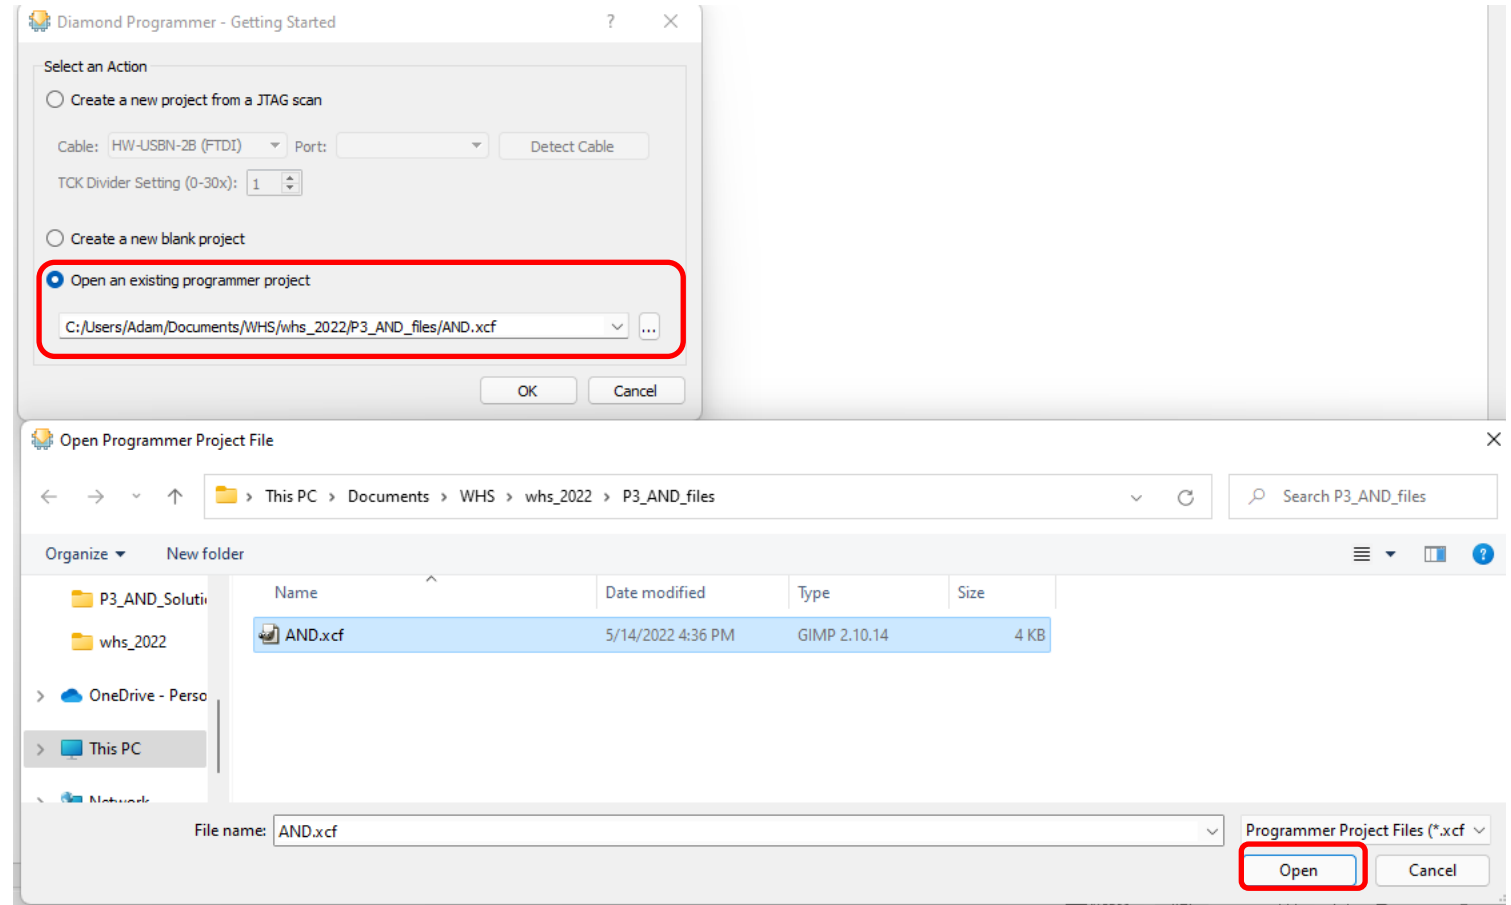 Diamond Programmer - Getting Started ?
Select an Action
Create a new project from a JTAG scan
Cable: HW-USBN-2B (FTDI) Port: Detect Cable
TCK Divider Setting (0-30x): 1
Create a new blank project
Open an existing programmer project
C:/Users/Adam/Documents/WHS/whs_2022/P3_AND_files/AND.xcf ...
OK Cancel
Open Programmer Project File
This PC > Documents > WHS > whs_2022 > P3_AND_files Search P3_AND_files
Organize New folder ?
Name Date modified Type Size
P3_AND_Soluti
AND.xcf 5/14/2022 4:36 PM GIMP 2.10.14 4 KB
whs_2022
OneDrive - Perso
This PC
Network
File name: AND.xcf Programmer Project Files (*.xcf
Open Cancel